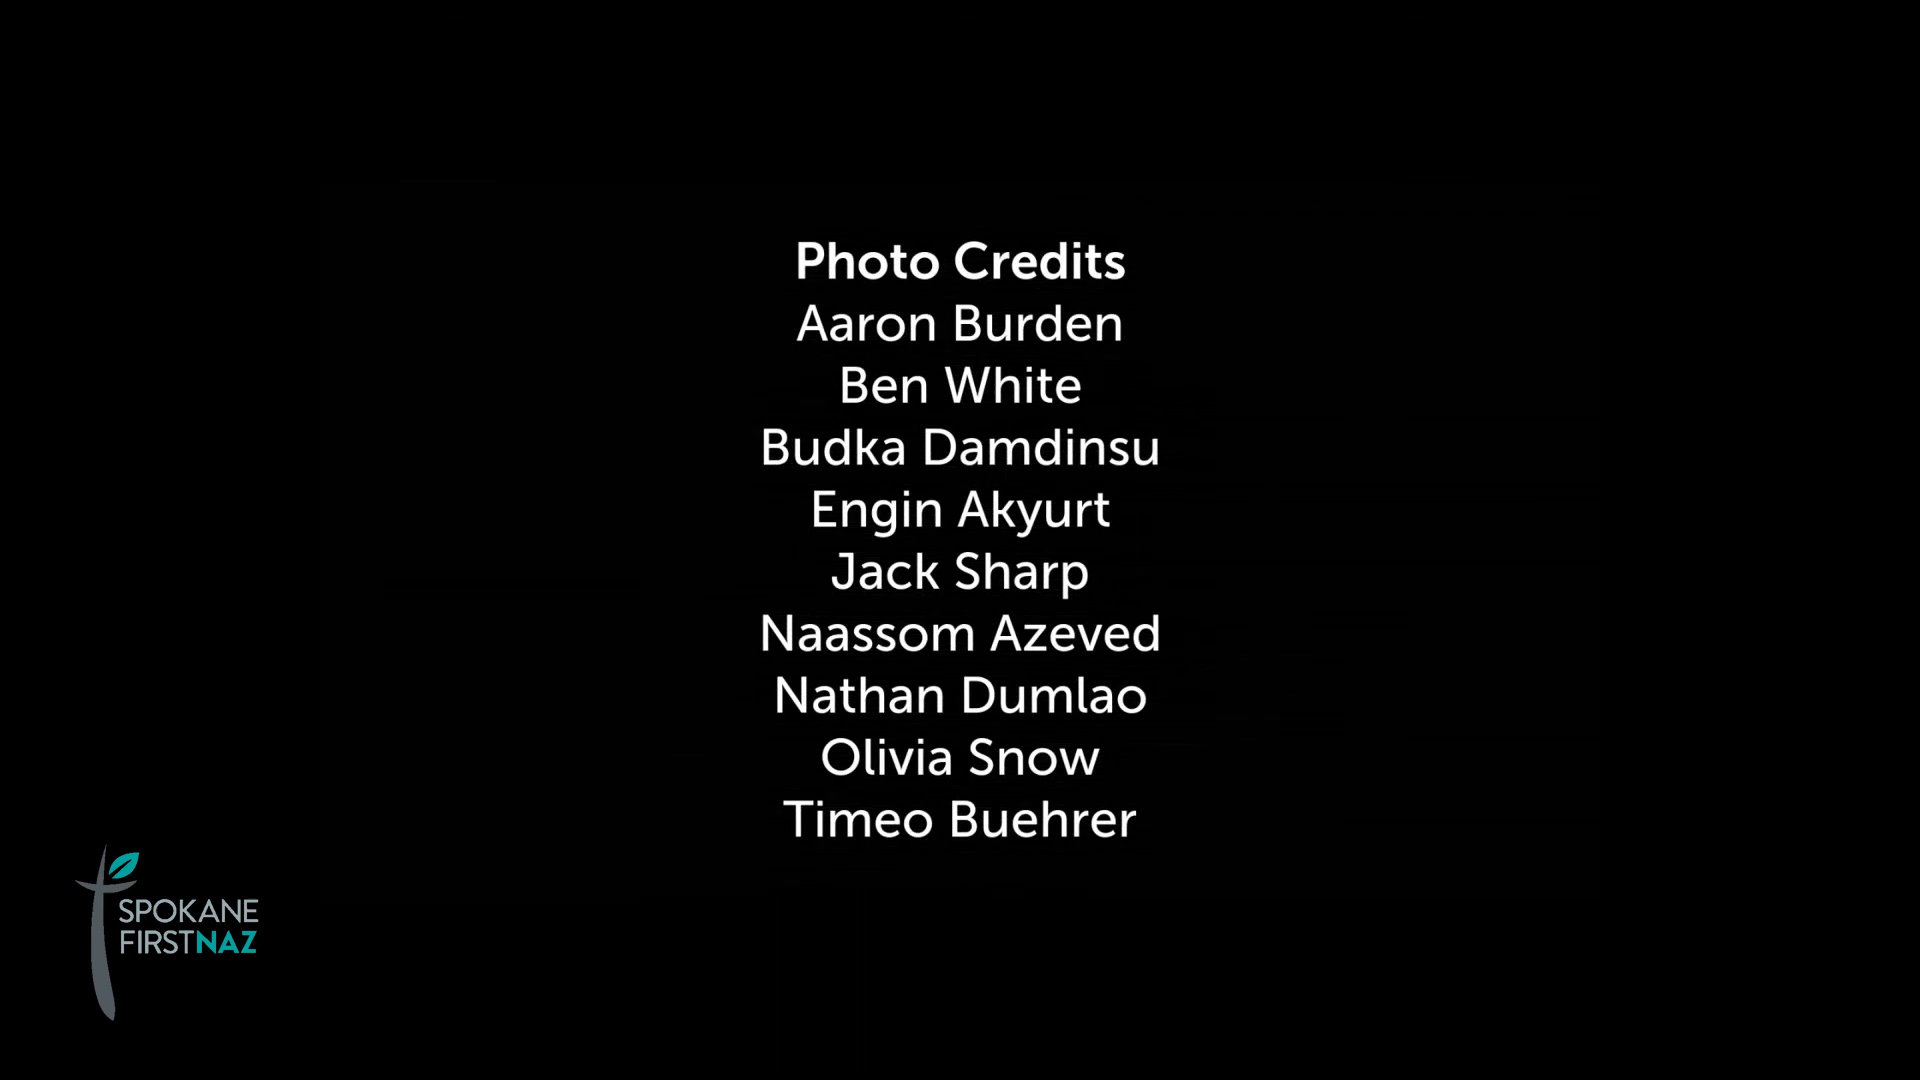 Photo Credits
Aaron Burden
Ben White
Budka Damdinsu
Engin Akyurt
Jack Sharp
Naassom Azeved
Nathan Dumlao
Olivia Snow
Timeo Buehrer
SPOKANE
FIRSTNAZ